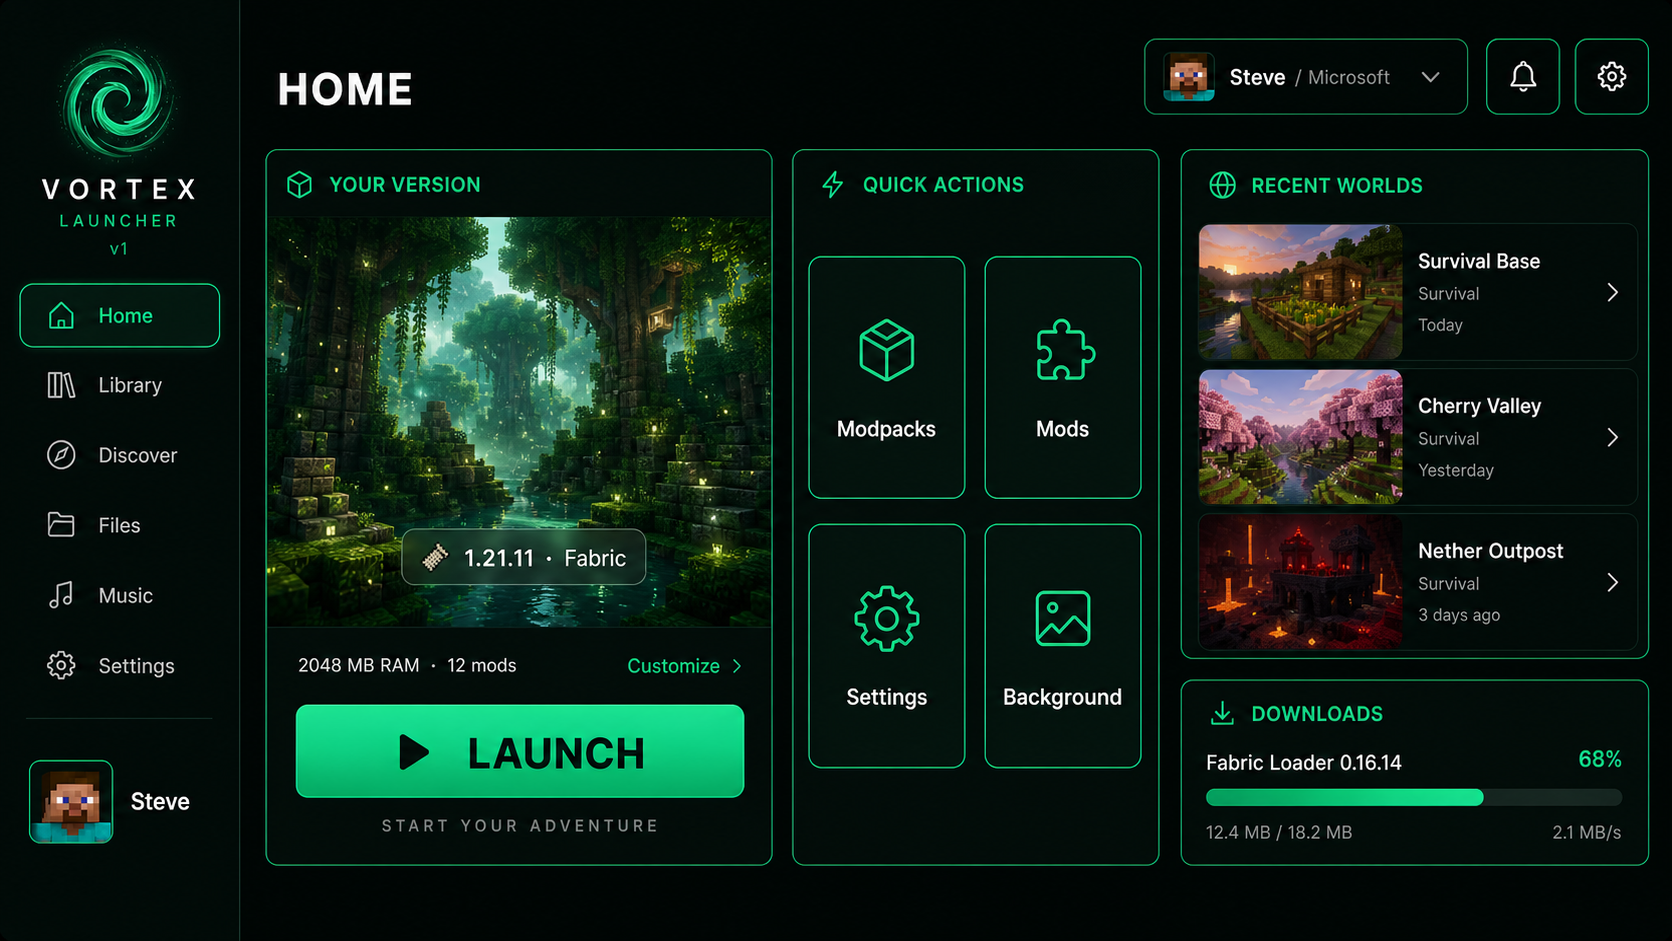 VORTEX
LAUNCHER
v1
Home
Library
Discover
Files
Music
Settings
Steve
HOME
Steve / Microsoft
YOUR VERSION
1.21.11 • Fabric
2048 MB RAM • 12 mods
Customize
LAUNCH
START YOUR ADVENTURE
QUICK ACTIONS
Modpacks
Mods
Settings
Background
RECENT WORLDS
Survival Base
Survival
Today
Cherry Valley
Survival
Yesterday
Nether Outpost
Survival
3 days ago
DOWNLOADS
Fabric Loader 0.16.14
68%
12.4 MB / 18.2 MB
2.1 MB/s